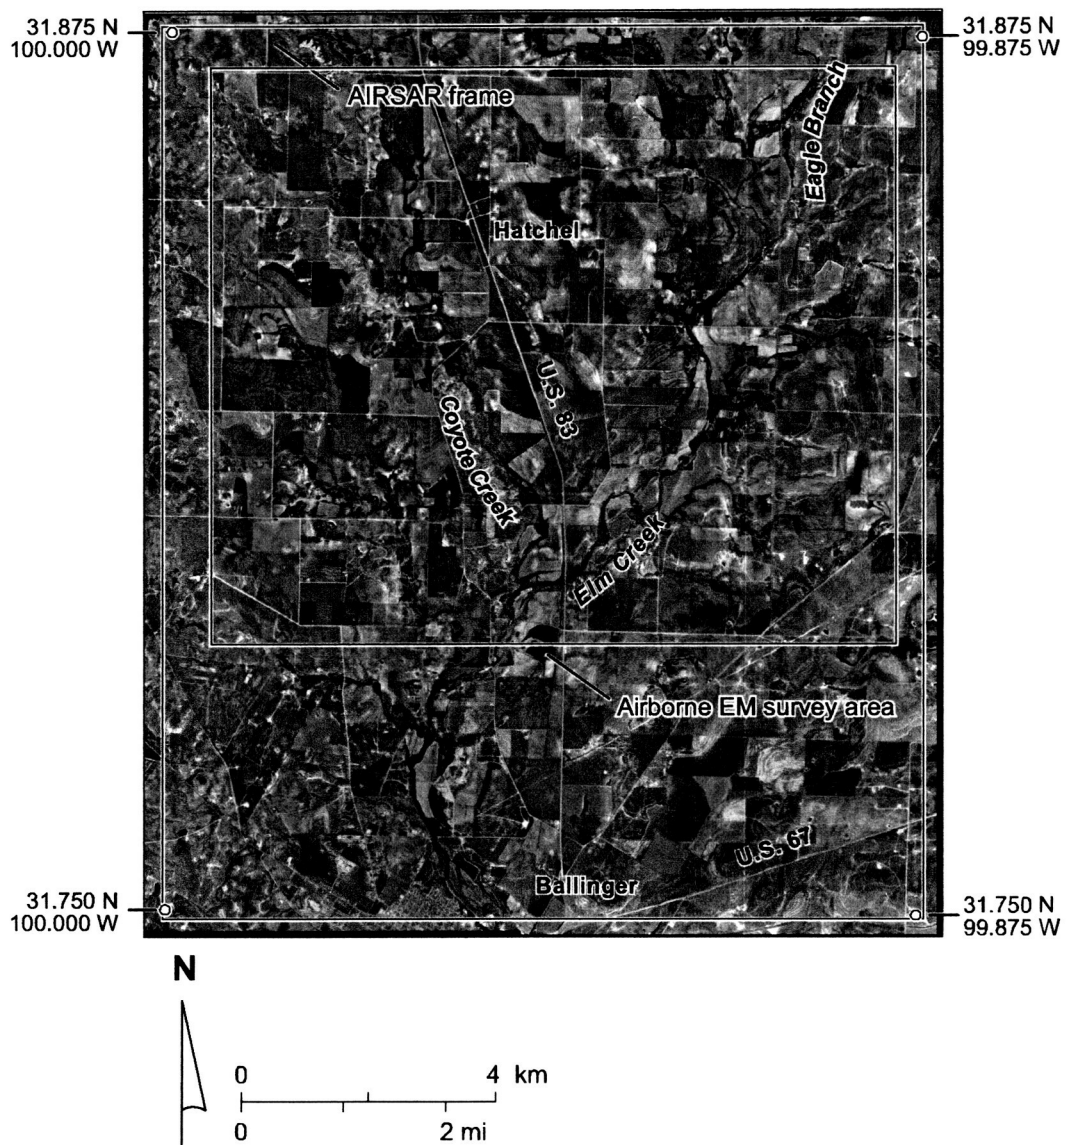 31.875 N
100.000 W
31.875 N
99.875 W
AIRSAR frame
Eagle Branch
Hatchel
U.S. 83
Coyote Creek
Elm Creek
Airborne EM survey area
U.S. 67
Ballinger
31.750 N
100.000 W
31.750 N
99.875 W
N
0 4 km
0 2 mi